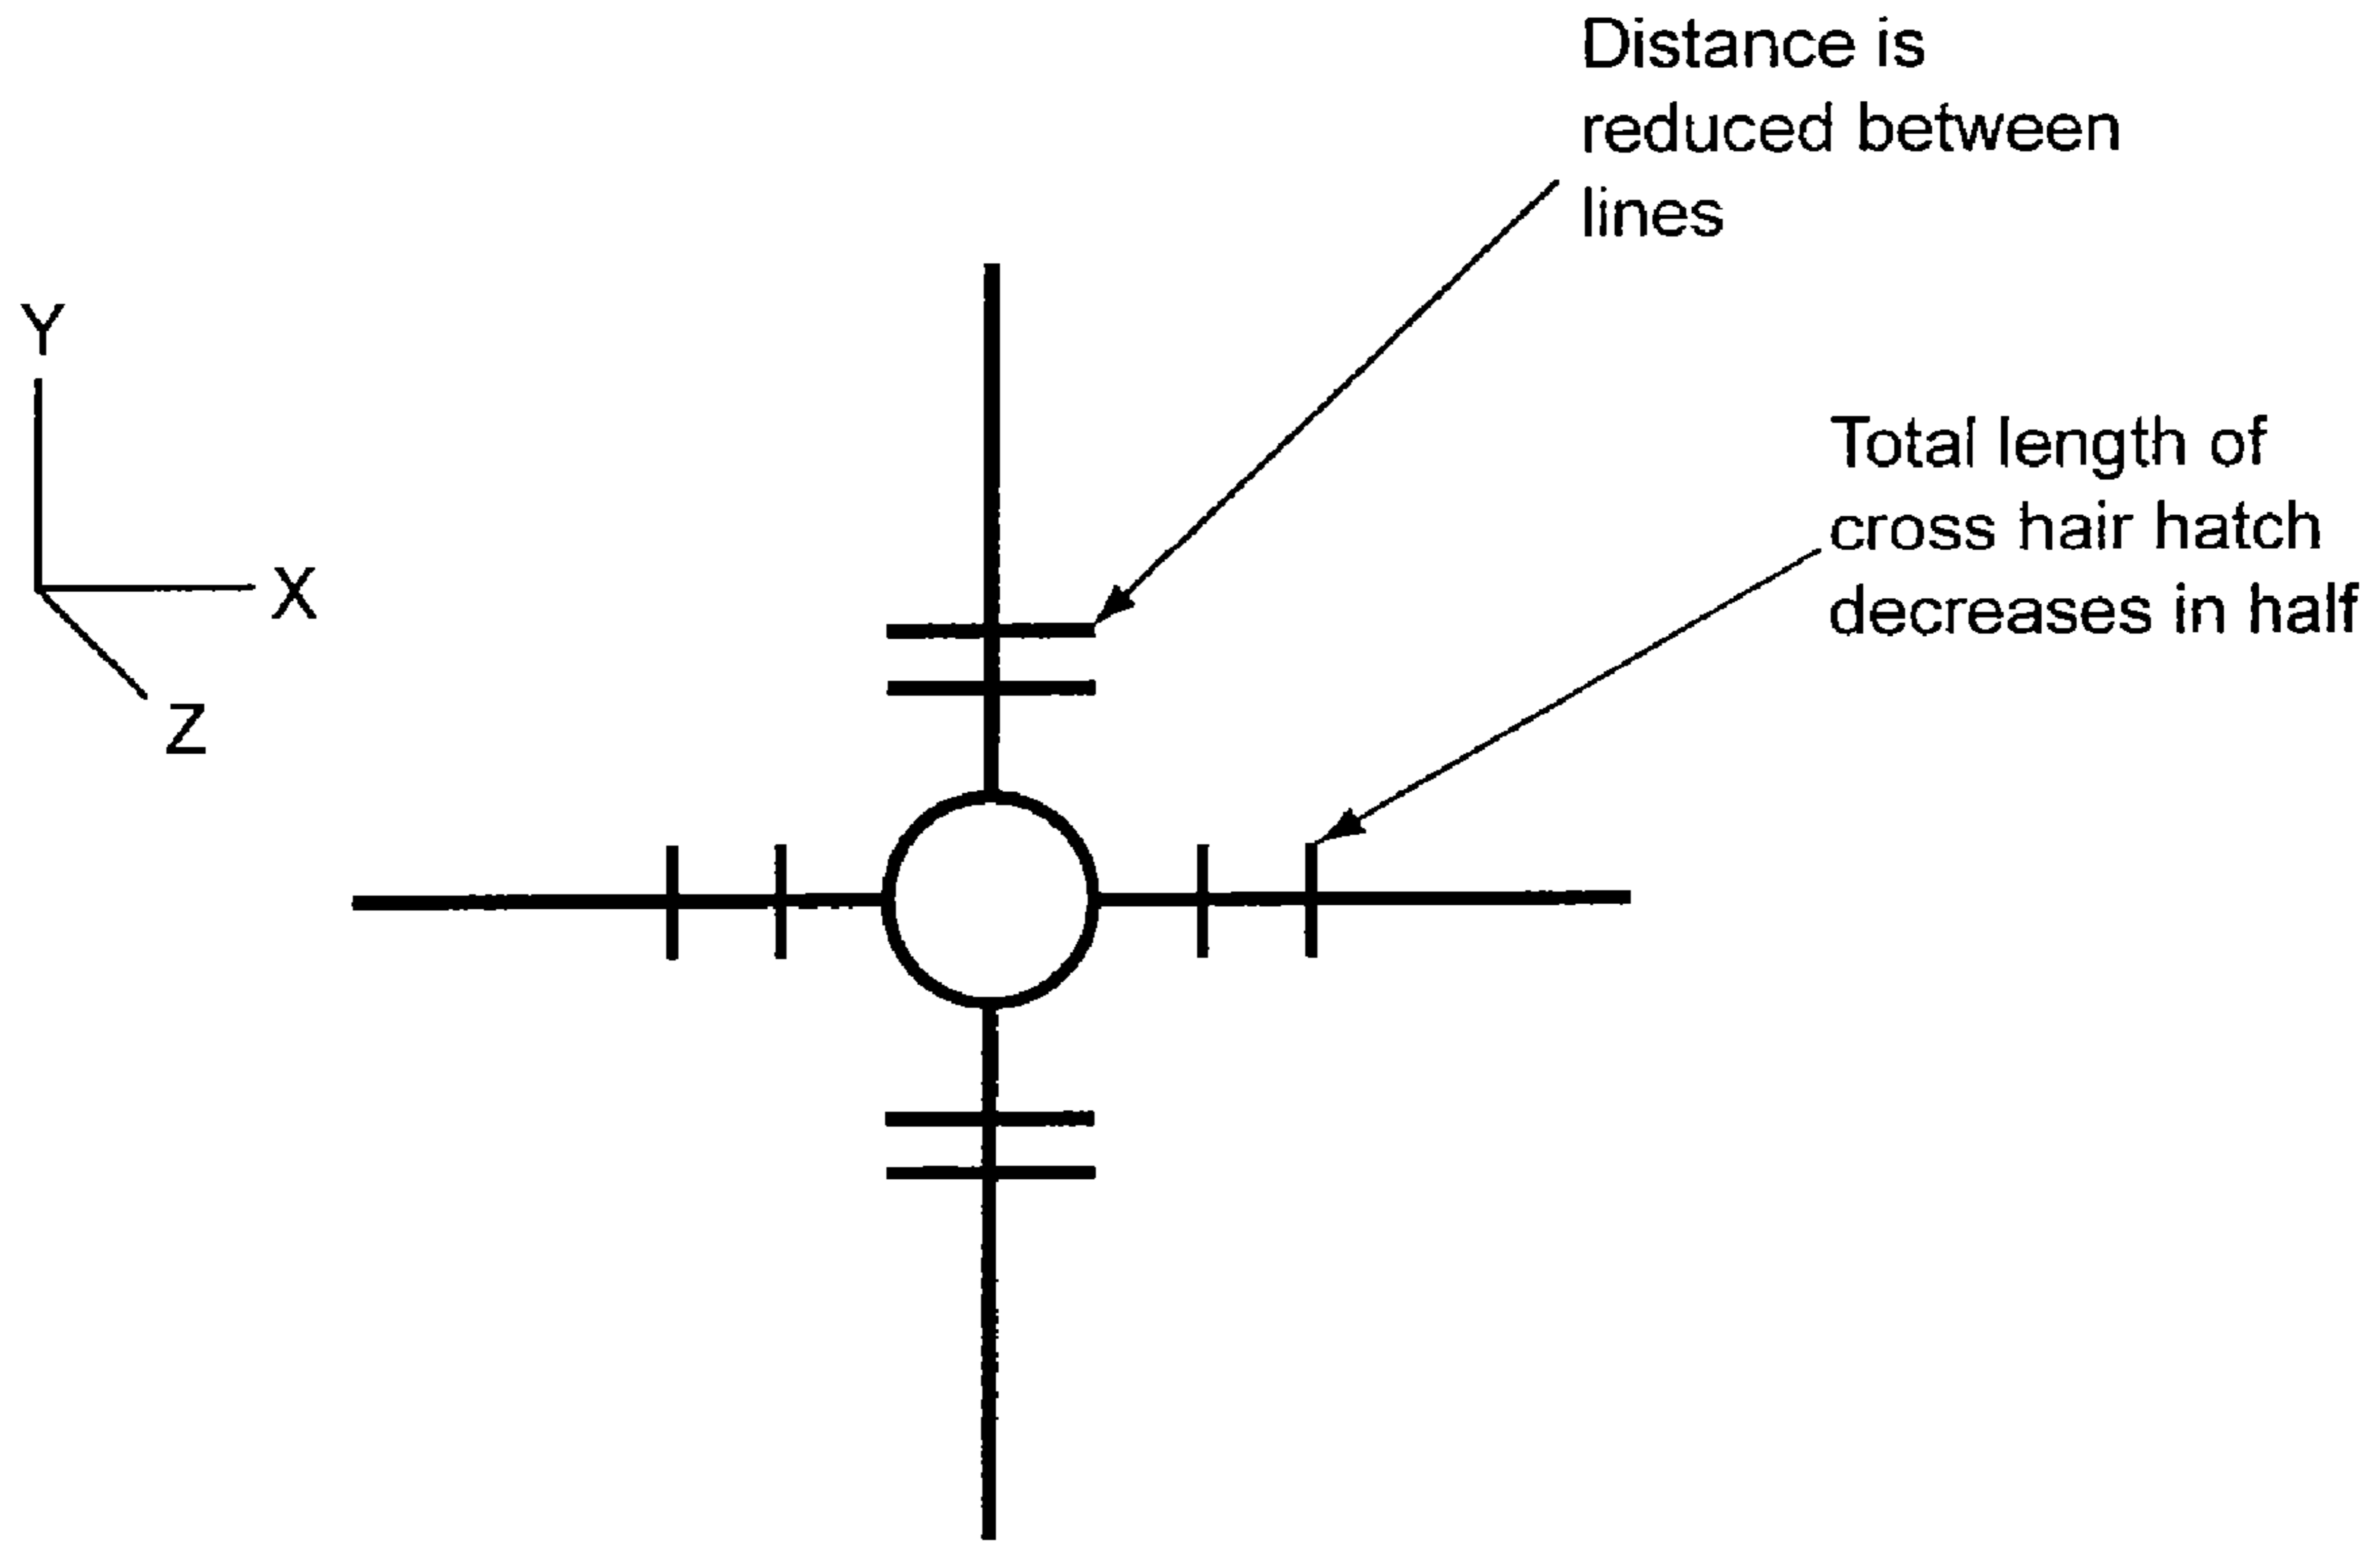 Distance is
reduced between
lines
Y
X
Z
Total length of
cross hair hatch
decreases in half